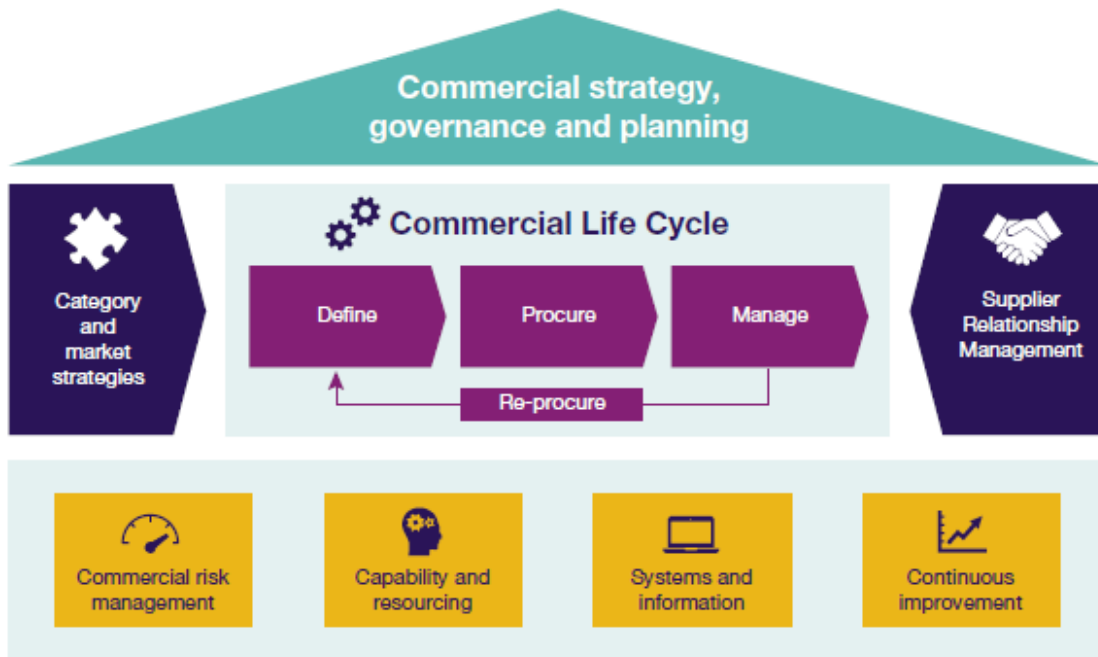 Commercial strategy,
governance and planning
Category
and
market
strategies
Commercial Life Cycle
Define
Procure
Manage
Re-procure
Supplier
Relationship
Management
Commercial risk
management
Capability and
resourcing
Systems and
information
Continuous
improvement